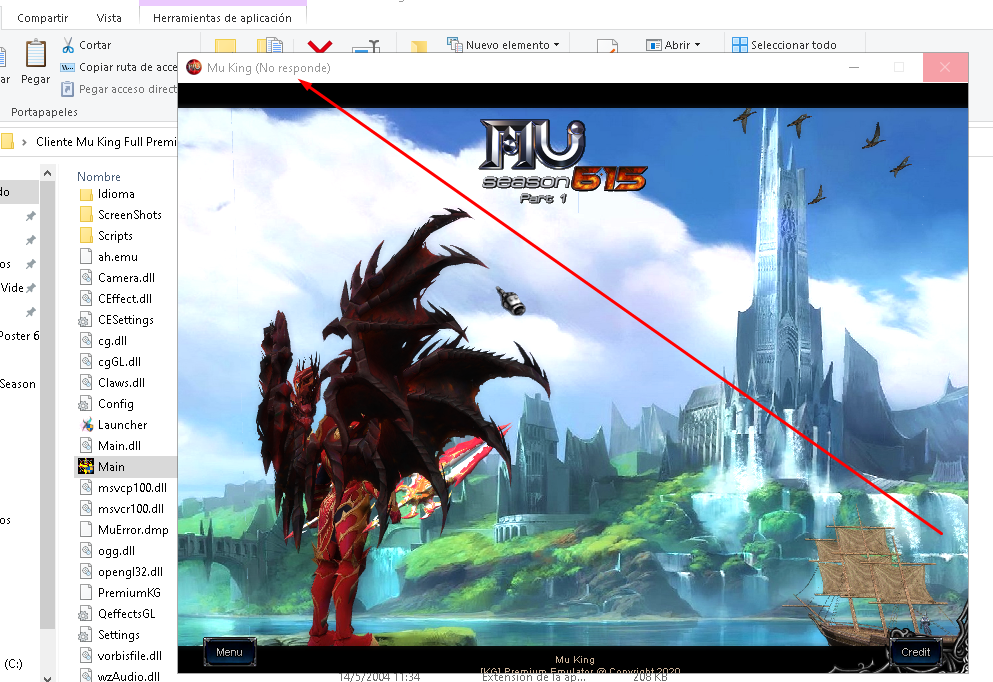 Compartir Vista Herramientas de aplicación
Cortar
Copiar ruta de acce
Pegar acceso direct
ar Pegar
Portapapeles
Nuevo elemento
Abrir
Seleccionar todo
Mu King (No responde)
Cliente Mu King Full Premi
do
os
Vide
Poster 6
Season
os
(C:)
Nombre
Idioma
ScreenShots
Scripts
ah.emu
Camera.dll
CEffect.dll
CESettings
cg.dll
cgGL.dll
Claws.dll
Config
Launcher
Main.dll
Main
msvcp100.dll
msvcr100.dll
MuError.dmp
ogg.dll
opengl32.dll
PremiumKG
QeffectsGL
Settings
vorbisfile.dll
wzAudio.dll
MU
season 615
Part 1
Menu
Mu King
Credit
[KG] Premium Emulator @ Copyright 2020
14/5/2004 11:34 Extensión de la ap... 208 KB